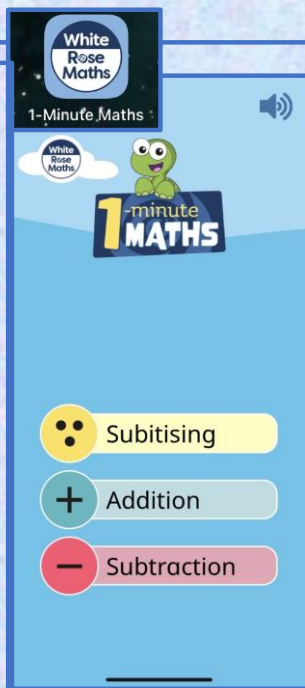 White
Rose
Maths
1-Minute Maths
White
Rose
Maths
1-minute
MATHS
Subitising
+ Addition
− Subtraction